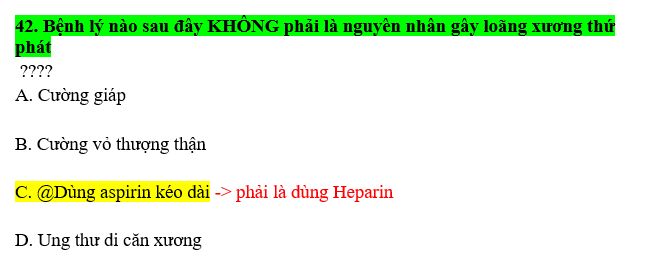 42. Bệnh lý nào sau đây KHÔNG phải là nguyên nhân gây loãng xương thứ
phát
????
A. Cường giáp
B. Cường vỏ thượng thận
C. @Dùng aspirin kéo dài -> phải là dùng Heparin
D. Ung thư di căn xương